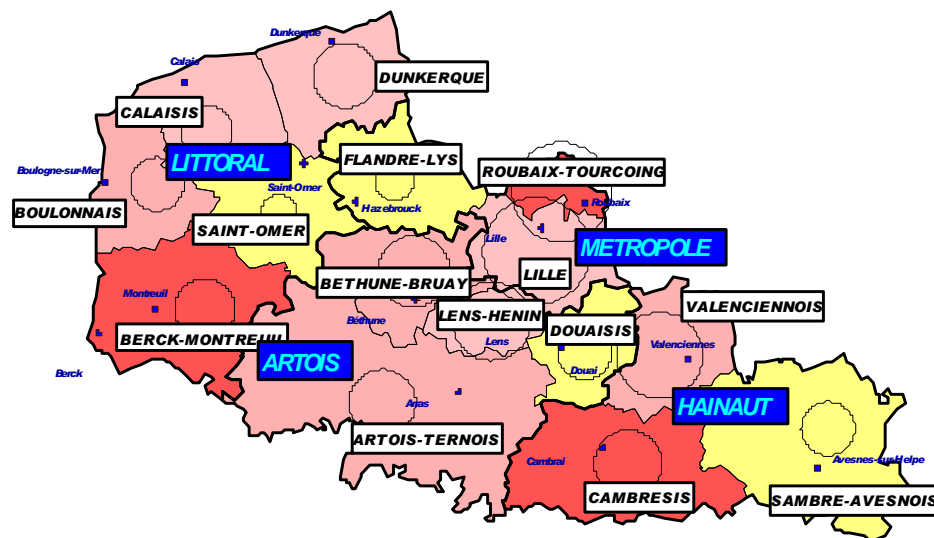 Dunkerque
DUNKERQUE
Calais
CALAISIS
LITTORAL
FLANDRE-LYS
ROUBAIX-TOURCOING
Boulogne-sur-Mer
Saint-Omer
Hazebrouck
Roubaix
BOULONNAIS
SAINT-OMER
Lille
METROPOLE
LILLE
BETHUNE-BRUAY
Montreuil
VALENCIENNOIS
Béthune
LENS-HENIN
DOUAISIS
BERCK-MONTREUIL
Lens
Valenciennes
ARTOIS
Berck
Douai
Arras
HAINAUT
ARTOIS-TERNOIS
Cambrai
Avesnes-sur-Helpe
CAMBRESIS
SAMBRE-AVESNOIS